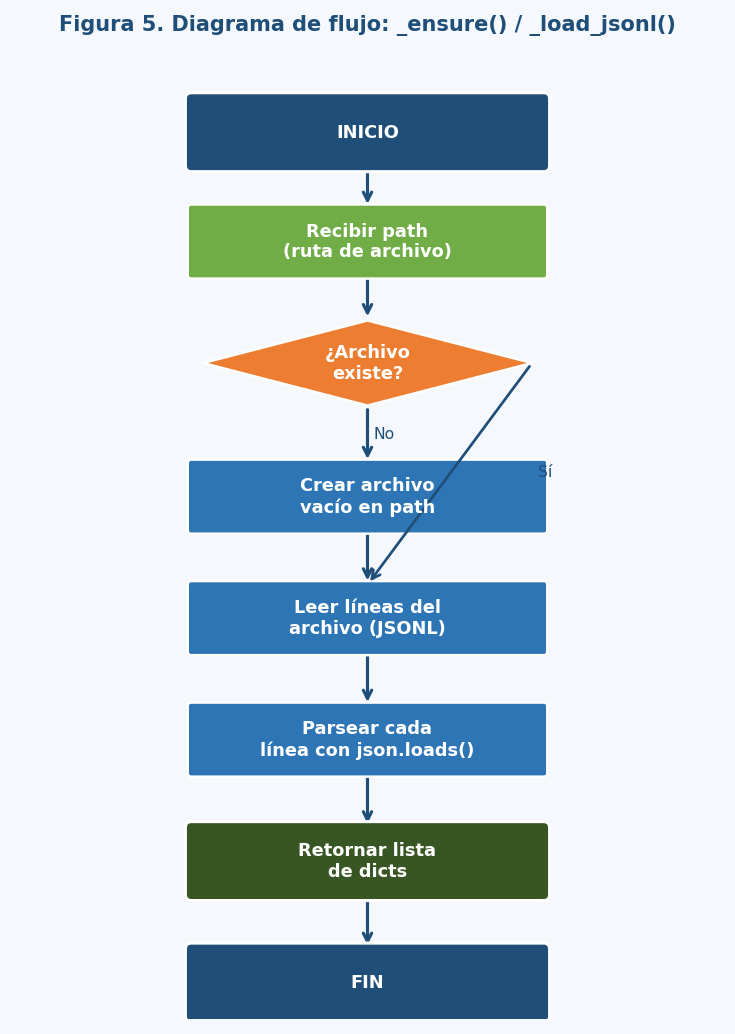 Figura 5. Diagrama de flujo: _ensure() / _load_jsonl()
INICIO
Recibir path
(ruta de archivo)
¿Archivo
existe?
No
Sí
Crear archivo
vacío en path
Leer líneas del
archivo (JSONL)
Parsear cada
línea con json.loads()
Retornar lista
de dicts
FIN